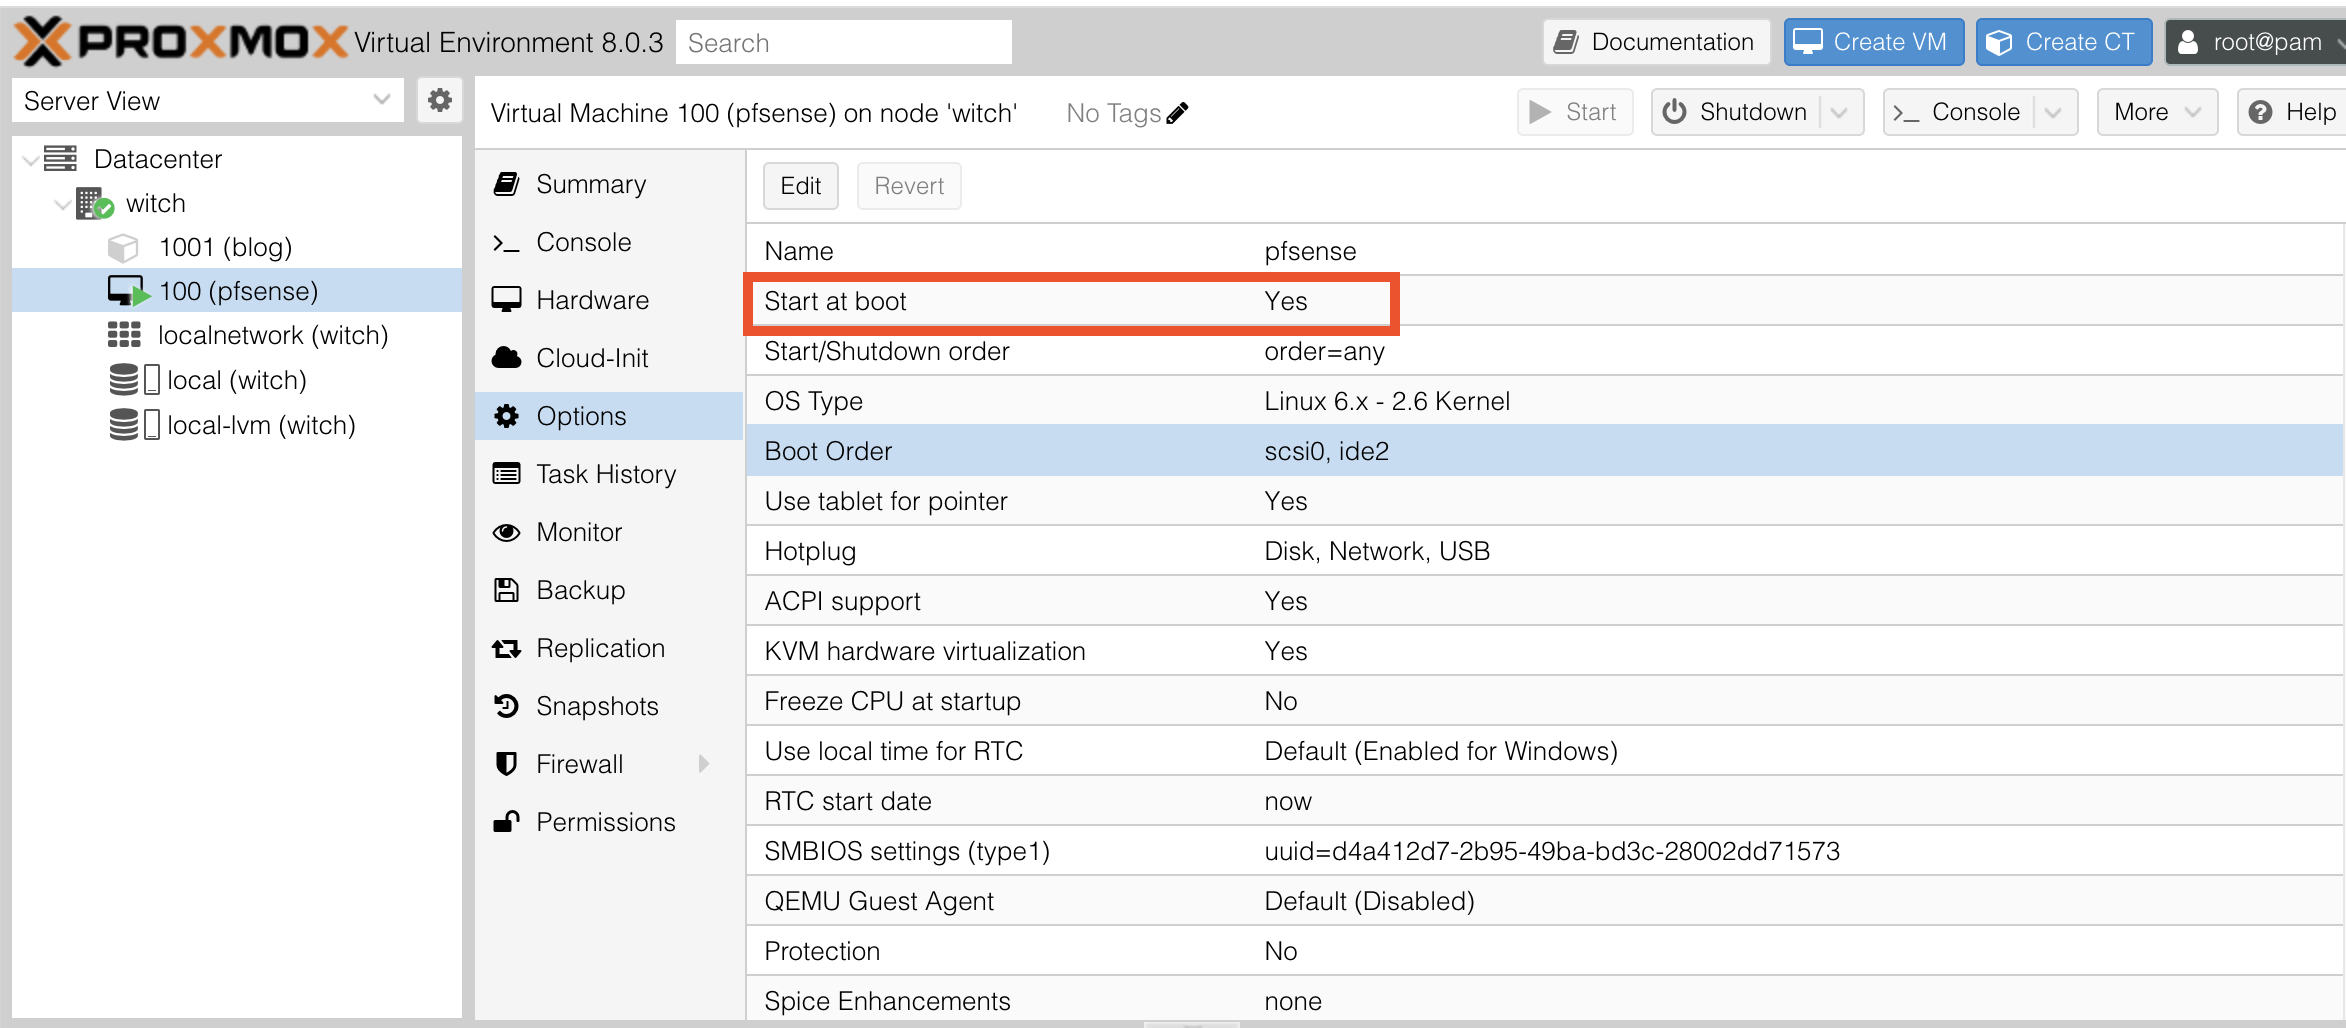 PROXMOX Virtual Environment 8.0.3 Search Documentation Create VM Create CT root@pam
Server View
Virtual Machine 100 (pfsense) on node 'witch' No Tags Start Shutdown Console More Help
Datacenter
witch
1001 (blog)
100 (pfsense)
localnetwork (witch)
local (witch)
local-lvm (witch)
Summary
Console
Hardware
Cloud-Init
Options
Task History
Monitor
Backup
Replication
Snapshots
Firewall
Permissions
Edit Revert
Name pfsense
Start at boot Yes
Start/Shutdown order order=any
OS Type Linux 6.x - 2.6 Kernel
Boot Order scsi0, ide2
Use tablet for pointer Yes
Hotplug Disk, Network, USB
ACPI support Yes
KVM hardware virtualization Yes
Freeze CPU at startup No
Use local time for RTC Default (Enabled for Windows)
RTC start date now
SMBIOS settings (type1) uuid=d4a412d7-2b95-49ba-bd3c-28002dd71573
QEMU Guest Agent Default (Disabled)
Protection No
Spice Enhancements none